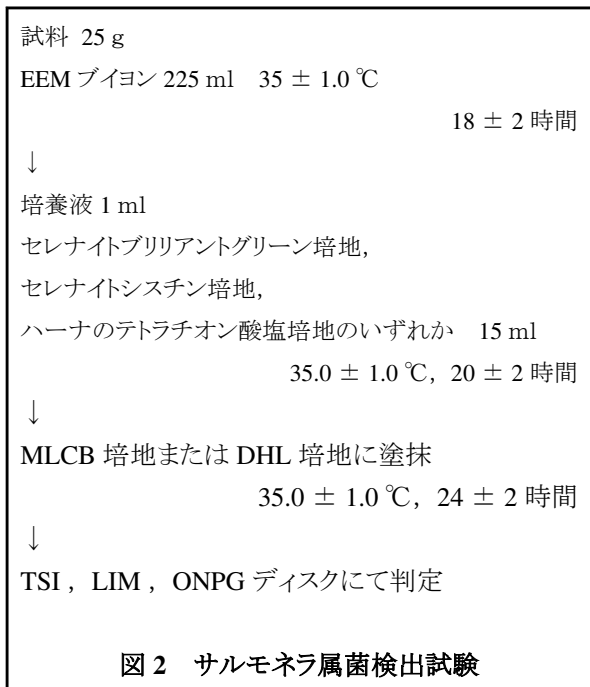 試料 25 g
EEM ブイヨン 225 ml 35 ± 1.0 ℃
18 ± 2 時間
↓
培養液 1 ml
セレナイトブリリアントグリーン培地,
セレナイトシスチン培地,
ハーナのテトラチオン酸塩培地のいずれか 15 ml
35.0 ± 1.0 ℃, 20 ± 2 時間
↓
MLCB 培地または DHL 培地に塗抹
35.0 ± 1.0 ℃, 24 ± 2 時間
↓
TSI , LIM , ONPG ディスクにて判定
図 2 サルモネラ属菌検出試験